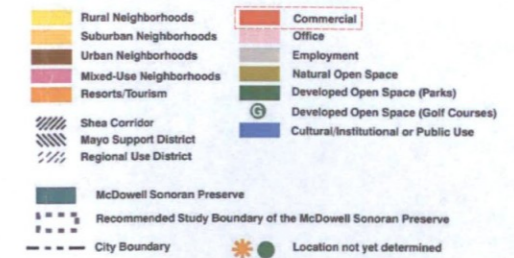 Rural Neighborhoods
Suburban Neighborhoods
Urban Neighborhoods
Mixed-Use Neighborhoods
Resorts/Tourism
Shea Corridor
Mayo Support District
Regional Use District
Commercial
Office
Employment
Natural Open Space
Developed Open Space (Parks)
G Developed Open Space (Golf Courses)
Cultural/Institutional or Public Use
McDowell Sonoran Preserve
Recommended Study Boundary of the McDowell Sonoran Preserve
City Boundary
Location not yet determined